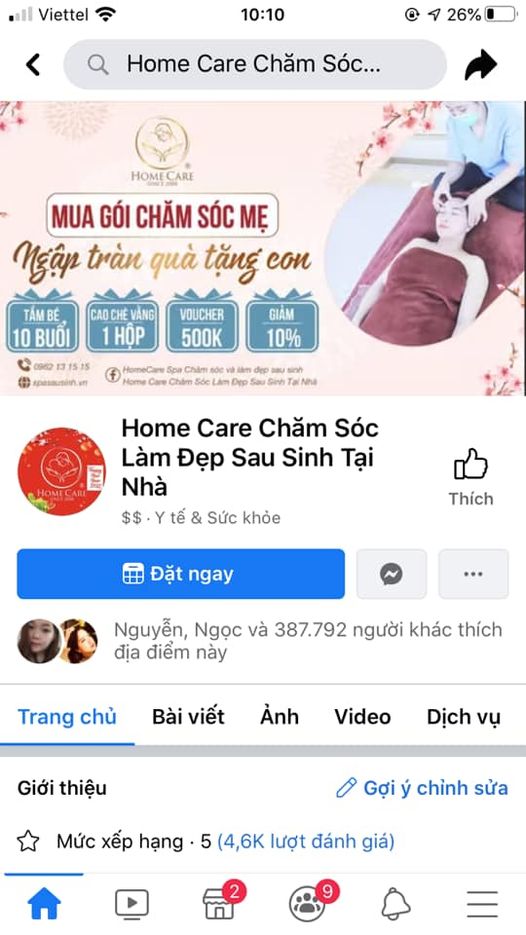 Viettel
10:10
26%
Home Care Chăm Sóc...
HOME CARE
SINCE 2008
MUA GÓI CHĂM SÓC MẸ
Ngập tràn quà tặng con
TẮM BÉ
10 BUỔI
CAO CHÈ VẰNG
1 HỘP
VOUCHER
500K
GIẢM
10%
0962 13 15 15
spasausinh.vn
HomeCare Spa Chăm sóc và làm đẹp sau sinh
Home Care Chăm Sóc Làm Đẹp Sau Sinh Tại Nhà
HOME CARE
Home Care Chăm Sóc
Làm Đẹp Sau Sinh Tại
Nhà
$$ · Y tế & Sức khỏe
Thích
Đặt ngay
Nguyễn, Ngọc và 387.792 người khác thích
địa điểm này
Trang chủ
Bài viết
Ảnh
Video
Dịch vụ
Giới thiệu
Gợi ý chỉnh sửa
Mức xếp hạng · 5 (4,6K lượt đánh giá)
2
9